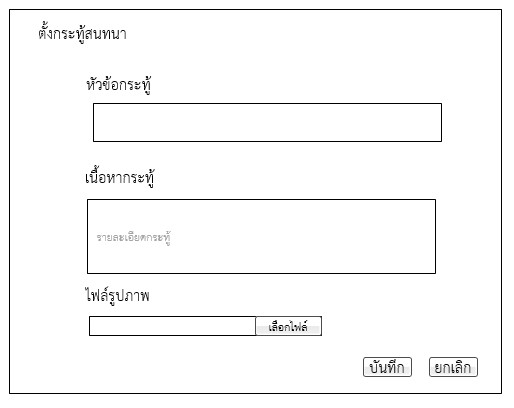 ตั้งกระทู้สนทนา
หัวข้อกระทู้
เนื้อหากระทู้
รายละเอียดกระทู้
ไฟล์รูปภาพ
เลือกไฟล์
บันทึก ยกเลิก